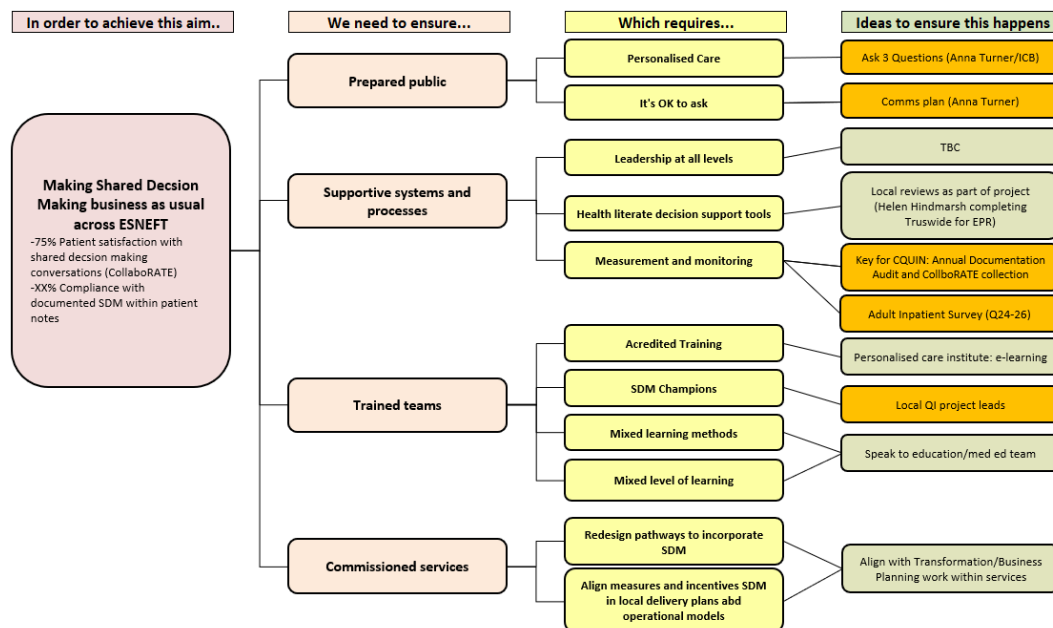 In order to achieve this aim..
We need to ensure...
Which requires...
Ideas to ensure this happens
Making Shared Decsion
Making business as usual
across ESNEFT
-75% Patient satisfaction with
shared decsion making
conversations (CollaboRATE)
-XX% Compliance with
documented SDM within patient
notes
Prepared public
Personalised Care
Ask 3 Questions (Anna Turner/ICB)
It's OK to ask
Comms plan (Anna Turner)
Supportive systems and
processes
Leadership at all levels
TBC
Health literate decision support tools
Local reviews as part of project
(Helen Hindmarsh completing
Truswide for EPR)
Measurement and monitoring
Key for CQUIN: Annual Documentation
Audit and CollboRATE collection
Adult Inpatient Survey (Q24-26)
Trained teams
Acredited Training
Personalised care institute: e-learning
SDM Champions
Local QI project leads
Mixed learning methods
Mixed level of learning
Speak to education/med ed team
Commissioned services
Redesign pathways to incorporate
SDM
Align measures and incentives SDM
in local delivery plans abd
operational models
Align with Transformation/Business
Planning work within services